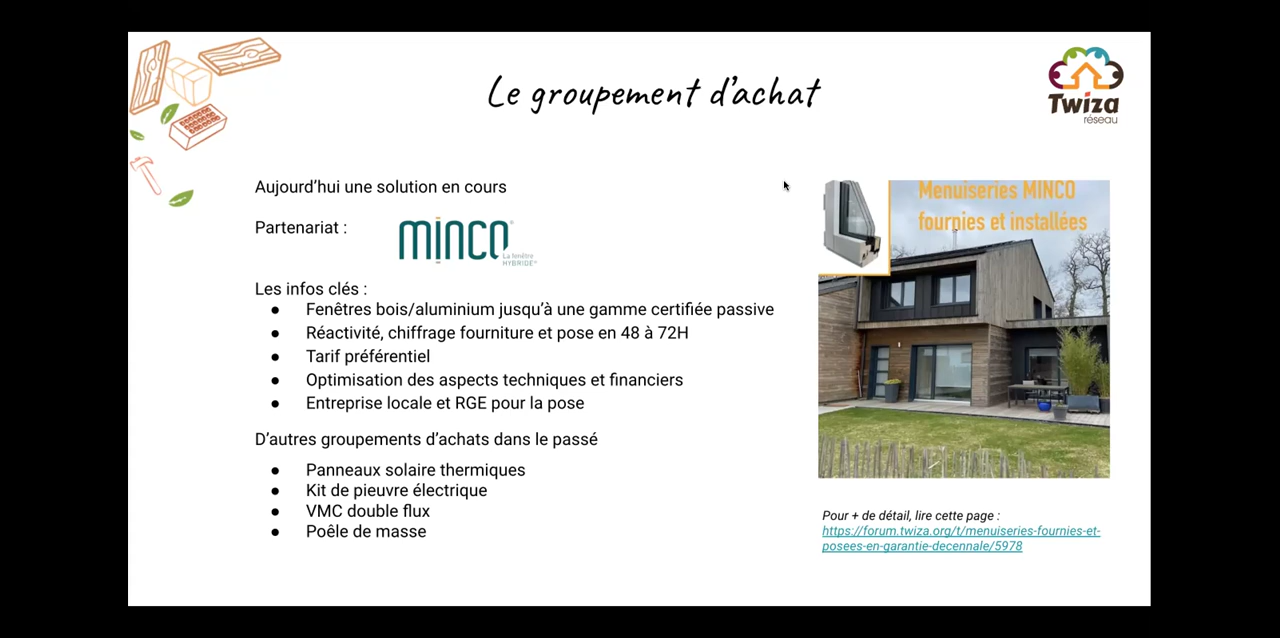 Le groupement d'achat
Twiza
réseau
Aujourd'hui une solution en cours
Partenariat :
minco
La fenêtre
HYBRIDE
Les infos clés :
● Fenêtres bois/aluminium jusqu'à une gamme certifiée passive
● Réactivité, chiffrage fourniture et pose en 48 à 72H
● Tarif préférentiel
● Optimisation des aspects techniques et financiers
● Entreprise locale et RGE pour la pose
D'autres groupements d'achats dans le passé
● Panneaux solaire thermiques
● Kit de pieuvre électrique
● VMC double flux
● Poêle de masse
Menuiseries MINCO
fournies et installées
Pour + de détail, lire cette page :
https://forum.twiza.org/t/menuiseries-fournies-et-
posees-en-garantie-decennale/5978